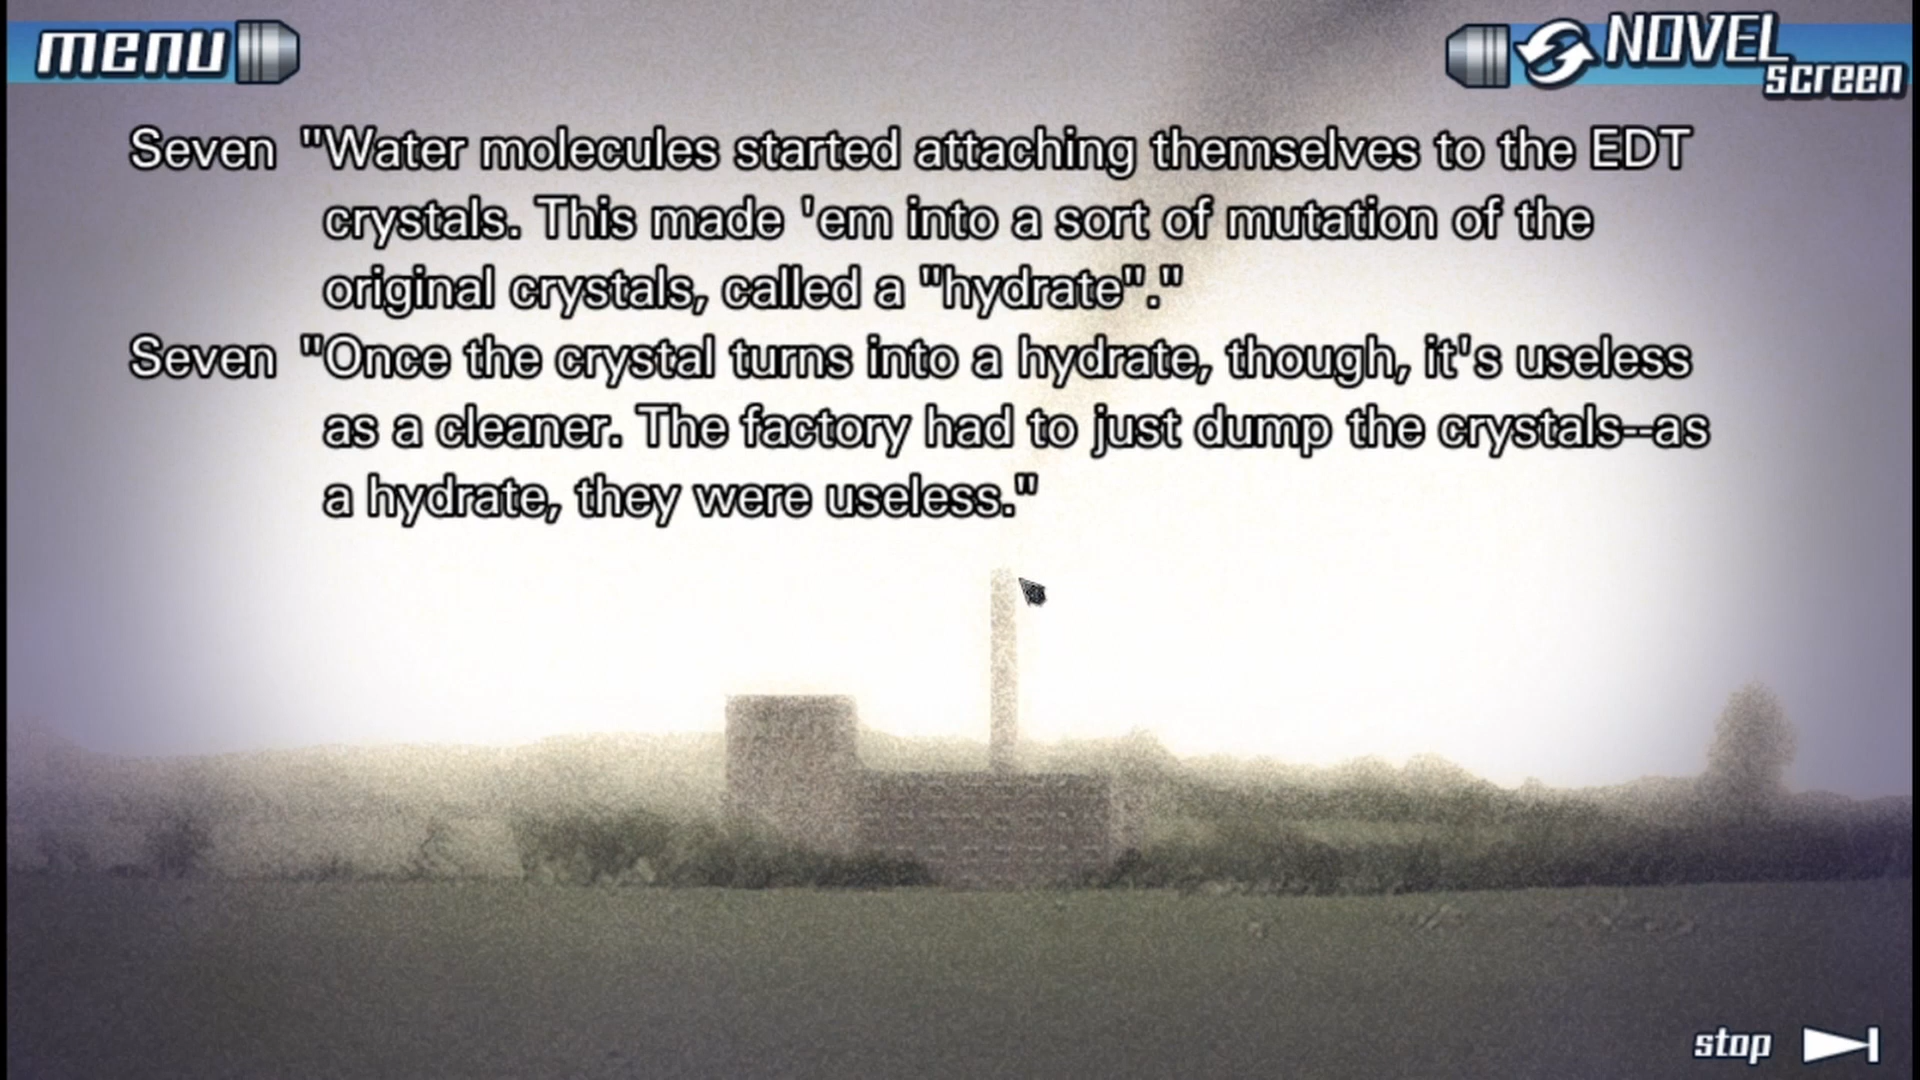 menu
NOVEL
screen
Seven "Water molecules started attaching themselves to the EDT
crystals. This made 'em into a sort of mutation of the
original crystals, called a "hydrate"."
Seven "Once the crystal turns into a hydrate, though, it's useless
as a cleaner. The factory had to just dump the crystals--as
a hydrate, they were useless."
stop